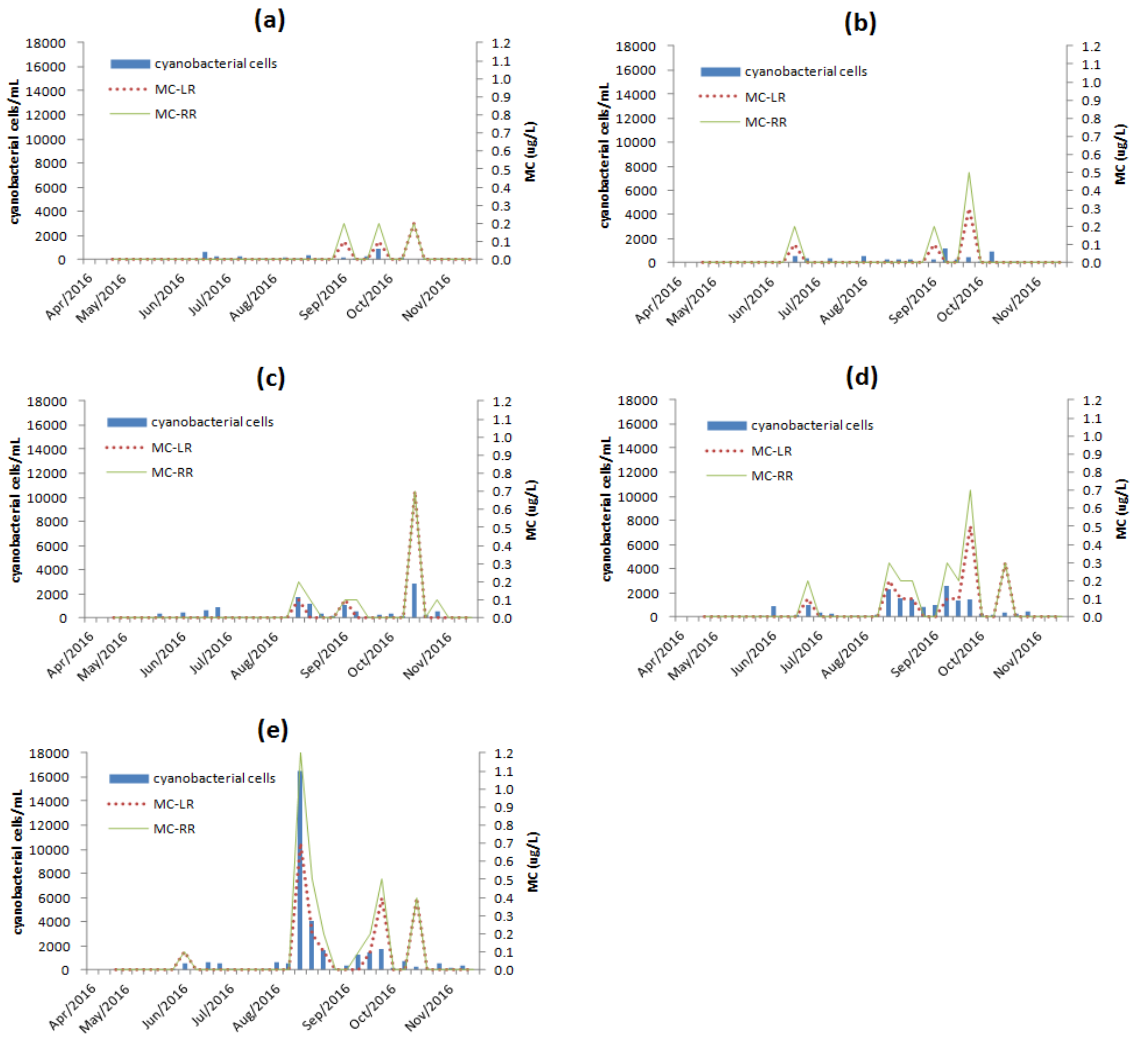 (a)
18000
16000
14000
12000
10000
8000
6000
4000
2000
0
cyanobacterial cells/mL
cyanobacterial cells
MC-LR
MC-RR
1.2
1.1
1.0
0.9
0.8
0.7
0.6
0.5
0.4
0.3
0.2
0.1
0.0
MC (ug/L)
Apr/2016
May/2016
Jun/2016
Jul/2016
Aug/2016
Sep/2016
Oct/2016
Nov/2016
(b)
18000
16000
14000
12000
10000
8000
6000
4000
2000
0
cyanobacterial cells/mL
cyanobacterial cells
MC-LR
MC-RR
1.2
1.1
1.0
0.9
0.8
0.7
0.6
0.5
0.4
0.3
0.2
0.1
0.0
MC (ug/L)
Apr/2016
May/2016
Jun/2016
Jul/2016
Aug/2016
Sep/2016
Oct/2016
Nov/2016
(c)
18000
16000
14000
12000
10000
8000
6000
4000
2000
0
cyanobacterial cells/mL
cyanobacterial cells
MC-LR
MC-RR
1.2
1.1
1.0
0.9
0.8
0.7
0.6
0.5
0.4
0.3
0.2
0.1
0.0
MC (ug/L)
Apr/2016
May/2016
Jun/2016
Jul/2016
Aug/2016
Sep/2016
Oct/2016
Nov/2016
(d)
18000
16000
14000
12000
10000
8000
6000
4000
2000
0
cyanobacterial cells/mL
cyanobacterial cells
MC-LR
MC-RR
1.2
1.1
1.0
0.9
0.8
0.7
0.6
0.5
0.4
0.3
0.2
0.1
0.0
MC (ug/L)
Apr/2016
May/2016
Jun/2016
Jul/2016
Aug/2016
Sep/2016
Oct/2016
Nov/2016
(e)
18000
16000
14000
12000
10000
8000
6000
4000
2000
0
cyanobacterial cells/mL
cyanobacterial cells
MC-LR
MC-RR
1.2
1.1
1.0
0.9
0.8
0.7
0.6
0.5
0.4
0.3
0.2
0.1
0.0
MC (ug/L)
Apr/2016
May/2016
Jun/2016
Jul/2016
Aug/2016
Sep/2016
Oct/2016
Nov/2016